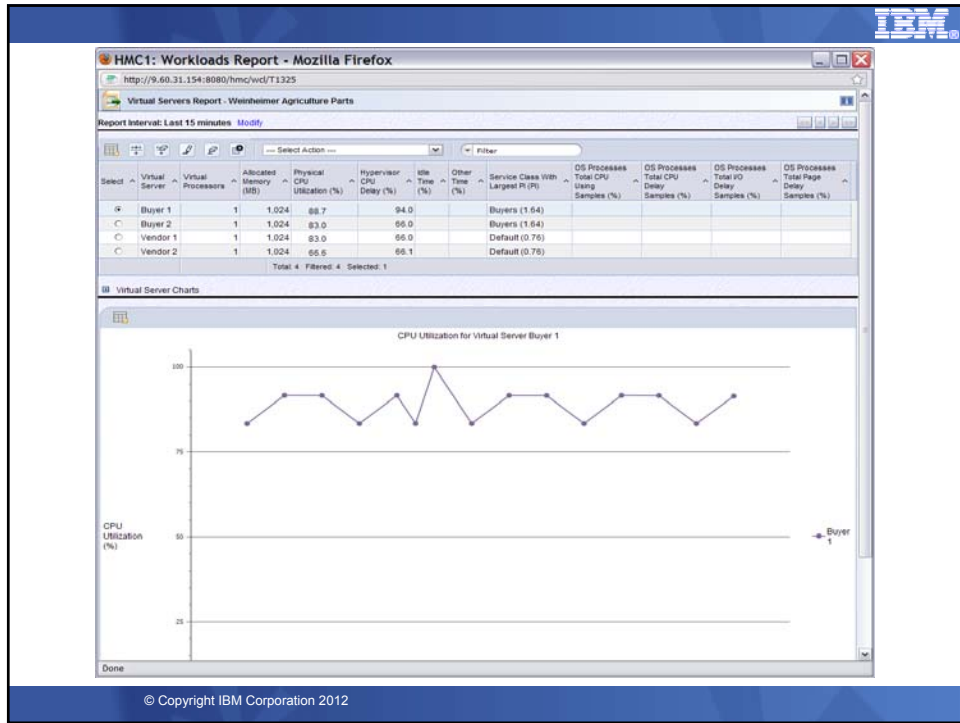 IBM®
HMC1: Workloads Report - Mozilla Firefox
http://9.60.31.154:8080/hmc/wcl/T1325
Virtual Servers Report - Weinheimer Agriculture Parts
Report Interval: Last 15 minutes Modify
--- Select Action --- Filter
Select Virtual Server Virtual Processors Allocated Memory (MB) Physical CPU Utilization (%) Hypervisor CPU Delay (%) Idle Time (%) Other Time (%) Service Class With Largest PI (PI) OS Processes Total CPU Using Samples (%) OS Processes Total CPU Delay Samples (%) OS Processes Total I/O Delay Samples (%) OS Processes Total Page Delay Samples (%)
Buyer 1 1 1,024 88.7 94.0 Buyers (1.64)
Buyer 2 1 1,024 83.0 66.0 Buyers (1.64)
Vendor 1 1 1,024 83.0 66.0 Default (0.76)
Vendor 2 1 1,024 66.6 66.1 Default (0.76)
Total: 4 Filtered: 4 Selected: 1
Virtual Server Charts
CPU Utilization for Virtual Server Buyer 1
100
75
CPU Utilization (%)
50
Buyer 1
25
Done
© Copyright IBM Corporation 2012